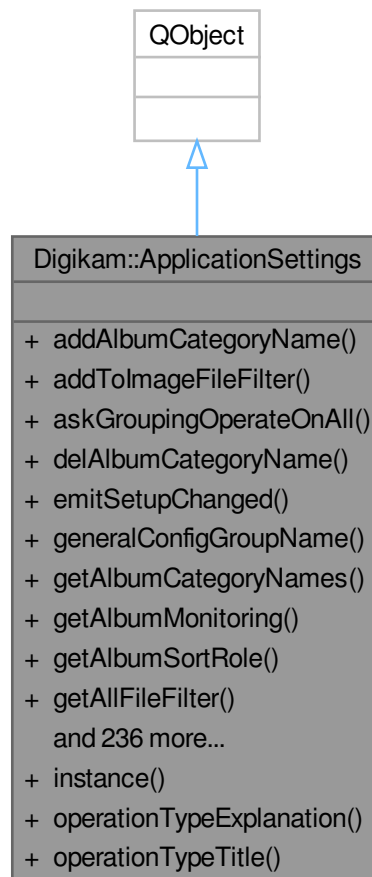 QObject
Digikam::ApplicationSettings
+ addAlbumCategoryName()
+ addToImageFileFilter()
+ askGroupingOperateOnAll()
+ delAlbumCategoryName()
+ emitSetupChanged()
+ generalConfigGroupName()
+ getAlbumCategoryNames()
+ getAlbumMonitoring()
+ getAlbumSortRole()
+ getAllFileFilter()
and 236 more...
+ instance()
+ operationTypeExplanation()
+ operationTypeTitle()